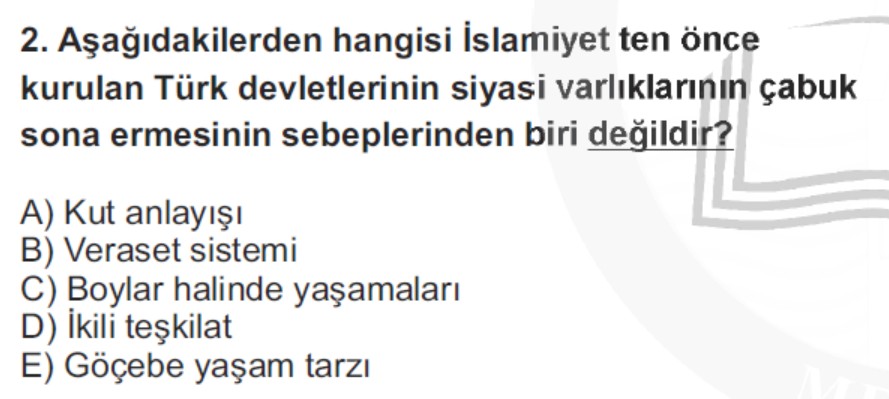 2. Aşağıdakilerden hangisi İslamiyet ten önce
kurulan Türk devletlerinin siyasi varlıklarının çabuk
sona ermesinin sebeplerinden biri değildir?
A) Kut anlayışı
B) Veraset sistemi
C) Boylar halinde yaşamaları
D) İkili teşkilat
E) Göçebe yaşam tarzı